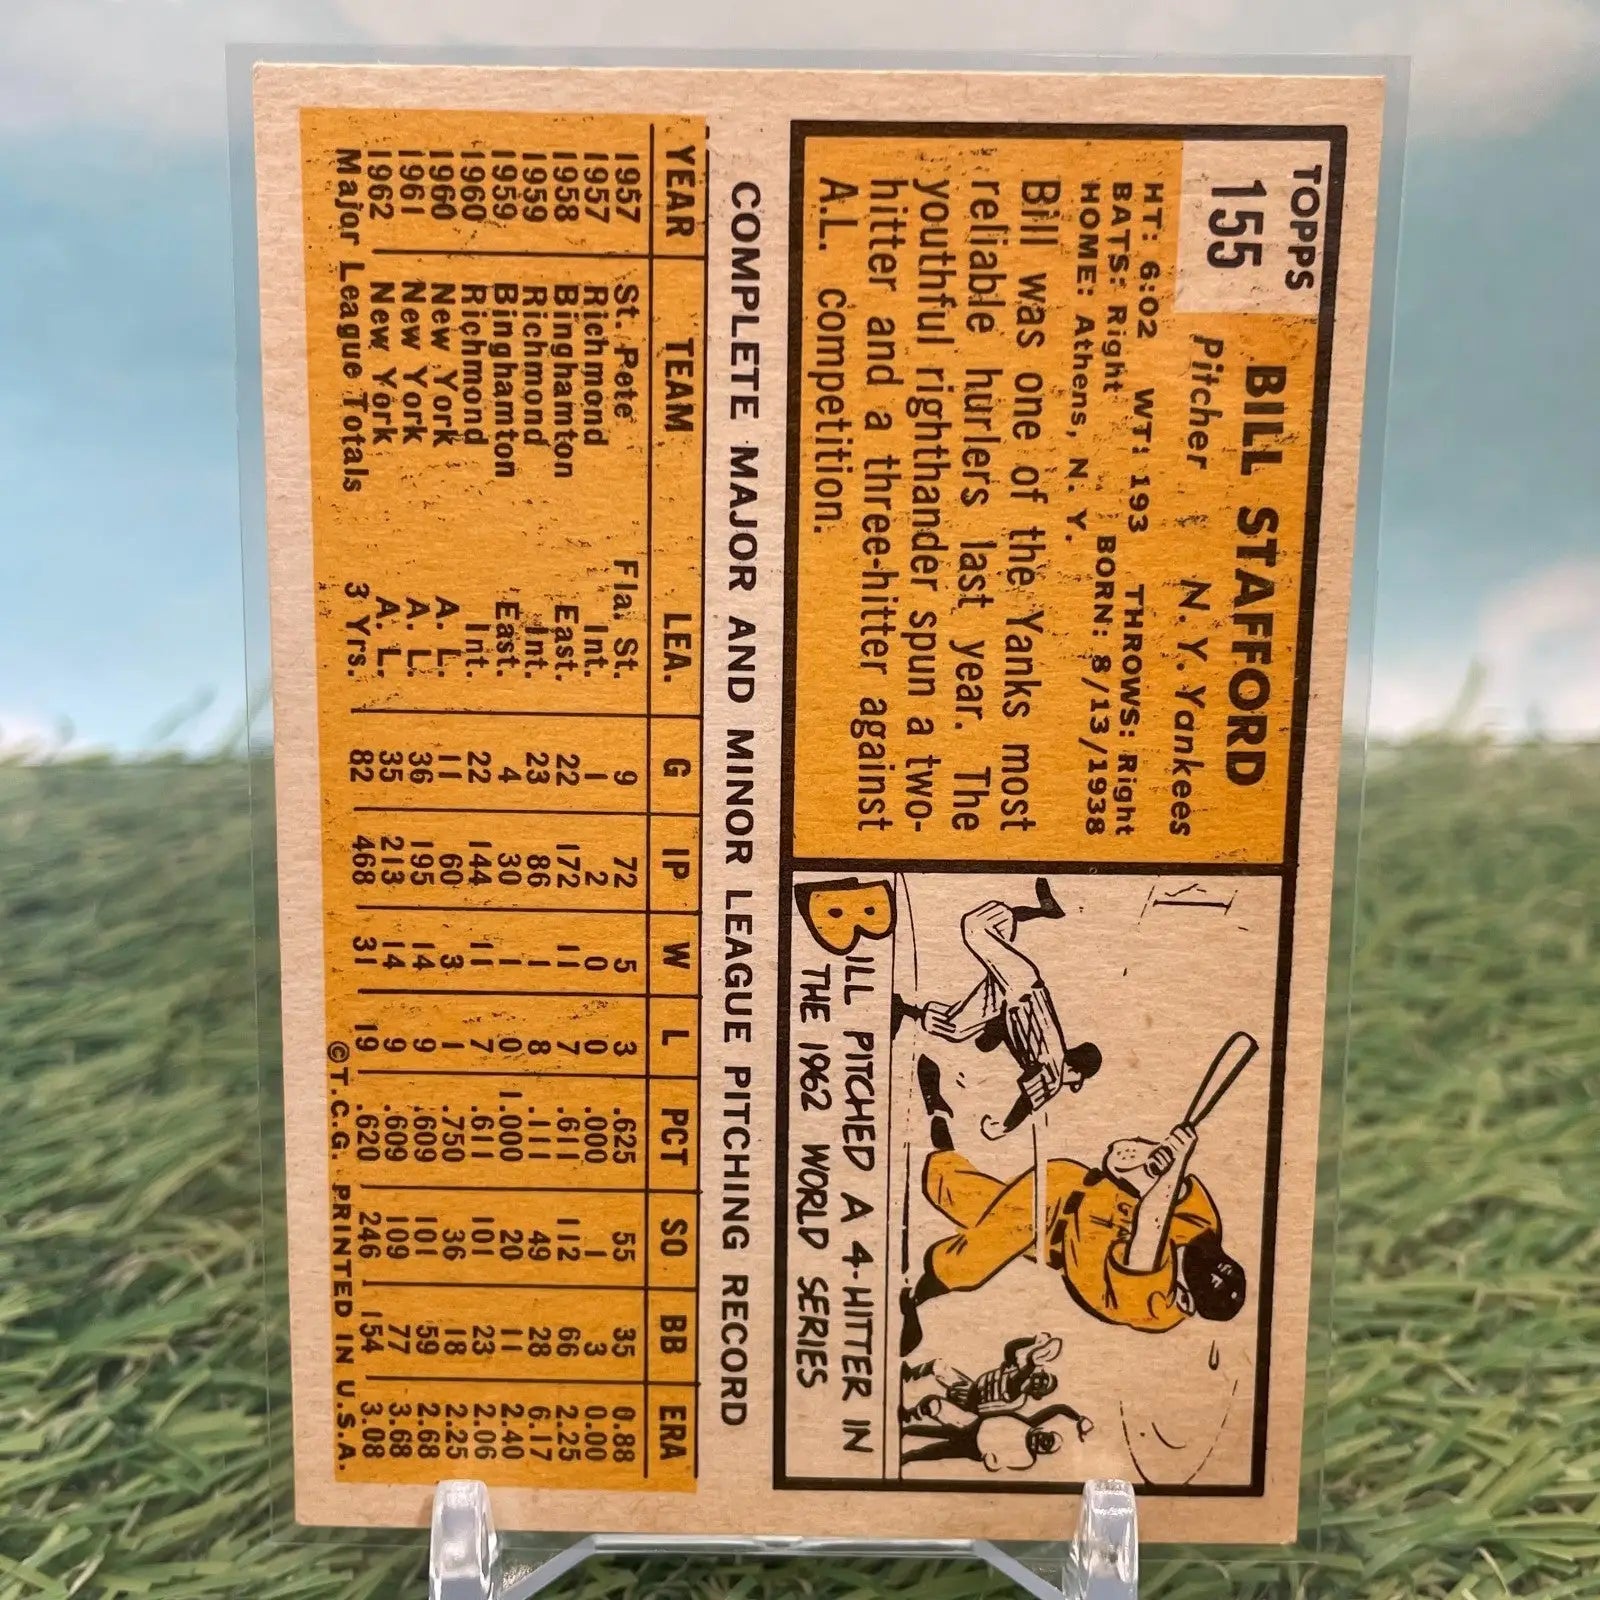 TOPPS
155
BILL STAFFORD
Pitcher N. Y. Yankees
HT: 6:02 WT: 193 THROWS: Right
BATS: Right BORN: 8/13/1938
HOME: Athens, N. Y.
Bill was one of the Yanks most
reliable hurlers last year. The
youthful righthander spun a two-
hitter and a three-hitter against
A.L. competition.
BILL PITCHED A 4-HITTER IN
THE 1962 WORLD SERIES
COMPLETE MAJOR AND MINOR LEAGUE PITCHING RECORD
YEAR TEAM LEA. G IP W L PCT SO BB ERA
1957 St. Pete Fla. St. 9 72 5 3 .625 55 35 0.88
1957 Richmond Int. 1 2 0 0 .000 1 3 0.00
1958 Binghamton East. 22 172 11 7 .611 112 66 2.25
1959 Richmond Int. 23 86 1 8 .111 49 28 6.17
1959 Binghamton East. 4 30 1 0 1.000 20 11 2.40
1960 Richmond Int. 22 144 11 7 .611 101 23 2.06
1960 New York A. L. 11 60 3 1 .750 36 18 2.25
1961 New York A. L. 36 195 14 9 .609 101 59 2.68
1962 New York A. L. 35 213 14 9 .609 109 77 3.68
Major League Totals 3 Yrs. 82 468 31 19 .620 246 154 3.08
©T.C.G. PRINTED IN U.S.A.